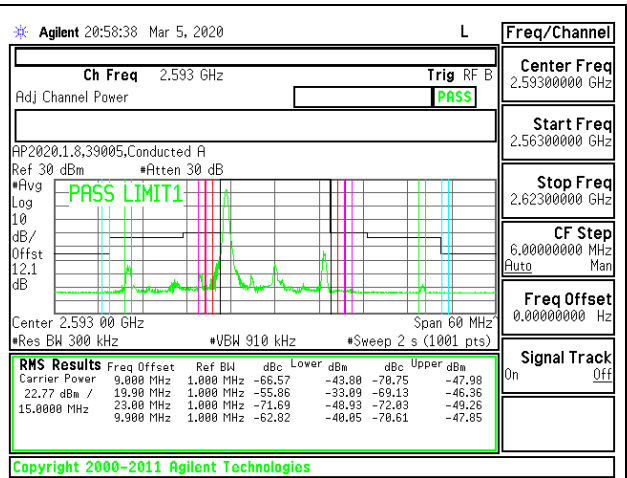 Agilent 20:58:38 Mar 5, 2020 L
Freq/Channel
Ch Freq 2.593 GHz Trig RF B
Adj Channel Power PASS
Center Freq
2.59300000 GHz
Start Freq
2.56300000 GHz
AP2020.1.8,39005,Conducted A
Ref 30 dBm #Atten 30 dB
#Avg
Log
10
dB/
Offst
12.1
dB
PASS LIMIT1
Stop Freq
2.62300000 GHz
CF Step
6.00000000 MHz
Auto Man
Freq Offset
0.00000000 Hz
Center 2.593 00 GHz Span 60 MHz^
#Res BW 300 kHz #VBW 910 kHz #Sweep 2 s (1001 pts)
Signal Track
On Off
RMS Results Freq Offset Ref BW dBc Lower dBm dBc Upper dBm
Carrier Power 9.000 MHz 1.000 MHz -66.57 -43.80 -70.75 -47.98
22.77 dBm / 19.90 MHz 1.000 MHz -55.86 -33.09 -69.13 -46.36
15.0000 MHz 23.00 MHz 1.000 MHz -71.69 -48.93 -72.03 -49.26
9.900 MHz 1.000 MHz -62.82 -40.05 -70.61 -47.85
Copyright 2000-2011 Agilent Technologies